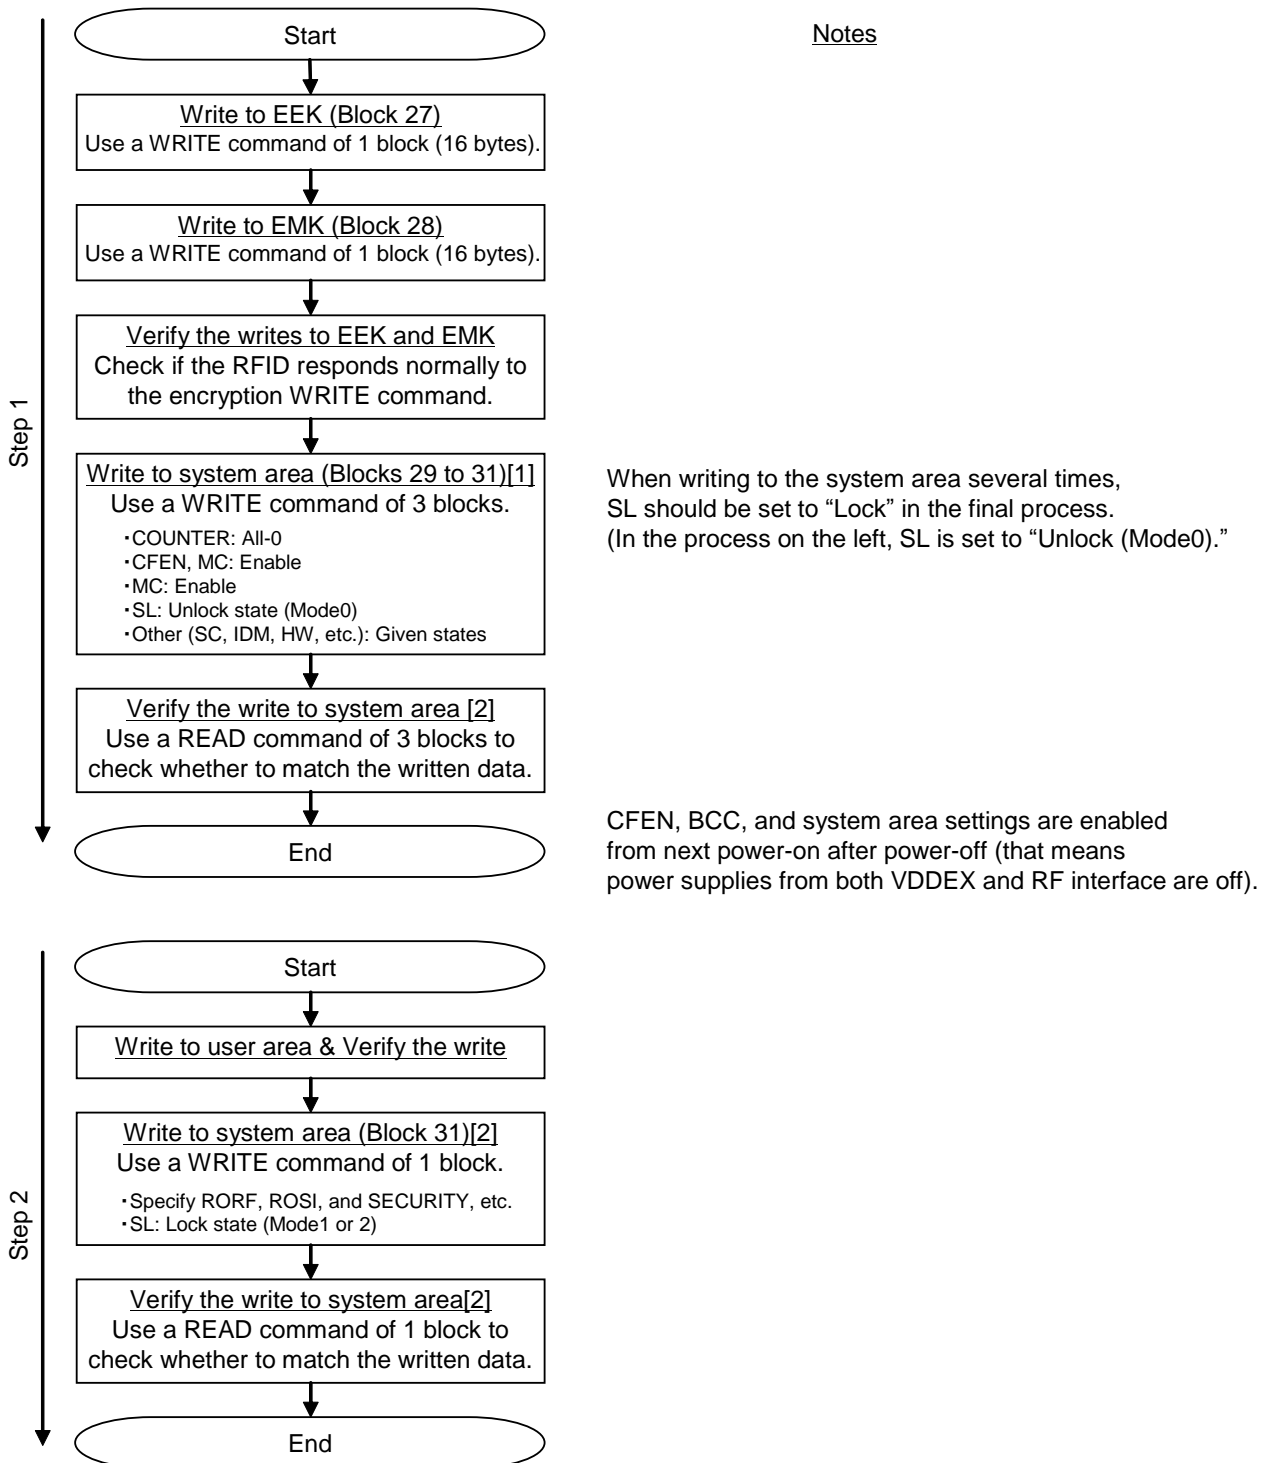 Start
Notes
Write to EEK (Block 27)
Use a WRITE command of 1 block (16 bytes).
Write to EMK (Block 28)
Use a WRITE command of 1 block (16 bytes).
Verify the writes to EEK and EMK
Check if the RFID responds normally to
the encryption WRITE command.
Step 1
Write to system area (Blocks 29 to 31)[1]
Use a WRITE command of 3 blocks.
・COUNTER: All-0
・CFEN, MC: Enable
・MC: Enable
・SL: Unlock state (Mode0)
・Other (SC, IDM, HW, etc.): Given states
When writing to the system area several times,
SL should be set to “Lock” in the final process.
(In the process on the left, SL is set to “Unlock (Mode0).”
Verify the write to system area [2]
Use a READ command of 3 blocks to
check whether to match the written data.
End
CFEN, BCC, and system area settings are enabled
from next power-on after power-off (that means
power supplies from both VDDEX and RF interface are off).
Start
Write to user area & Verify the write
Write to system area (Block 31)[2]
Use a WRITE command of 1 block.
・Specify RORF, ROSI, and SECURITY, etc.
・SL: Lock state (Mode1 or 2)
Step 2
Verify the write to system area[2]
Use a READ command of 1 block to
check whether to match the written data.
End